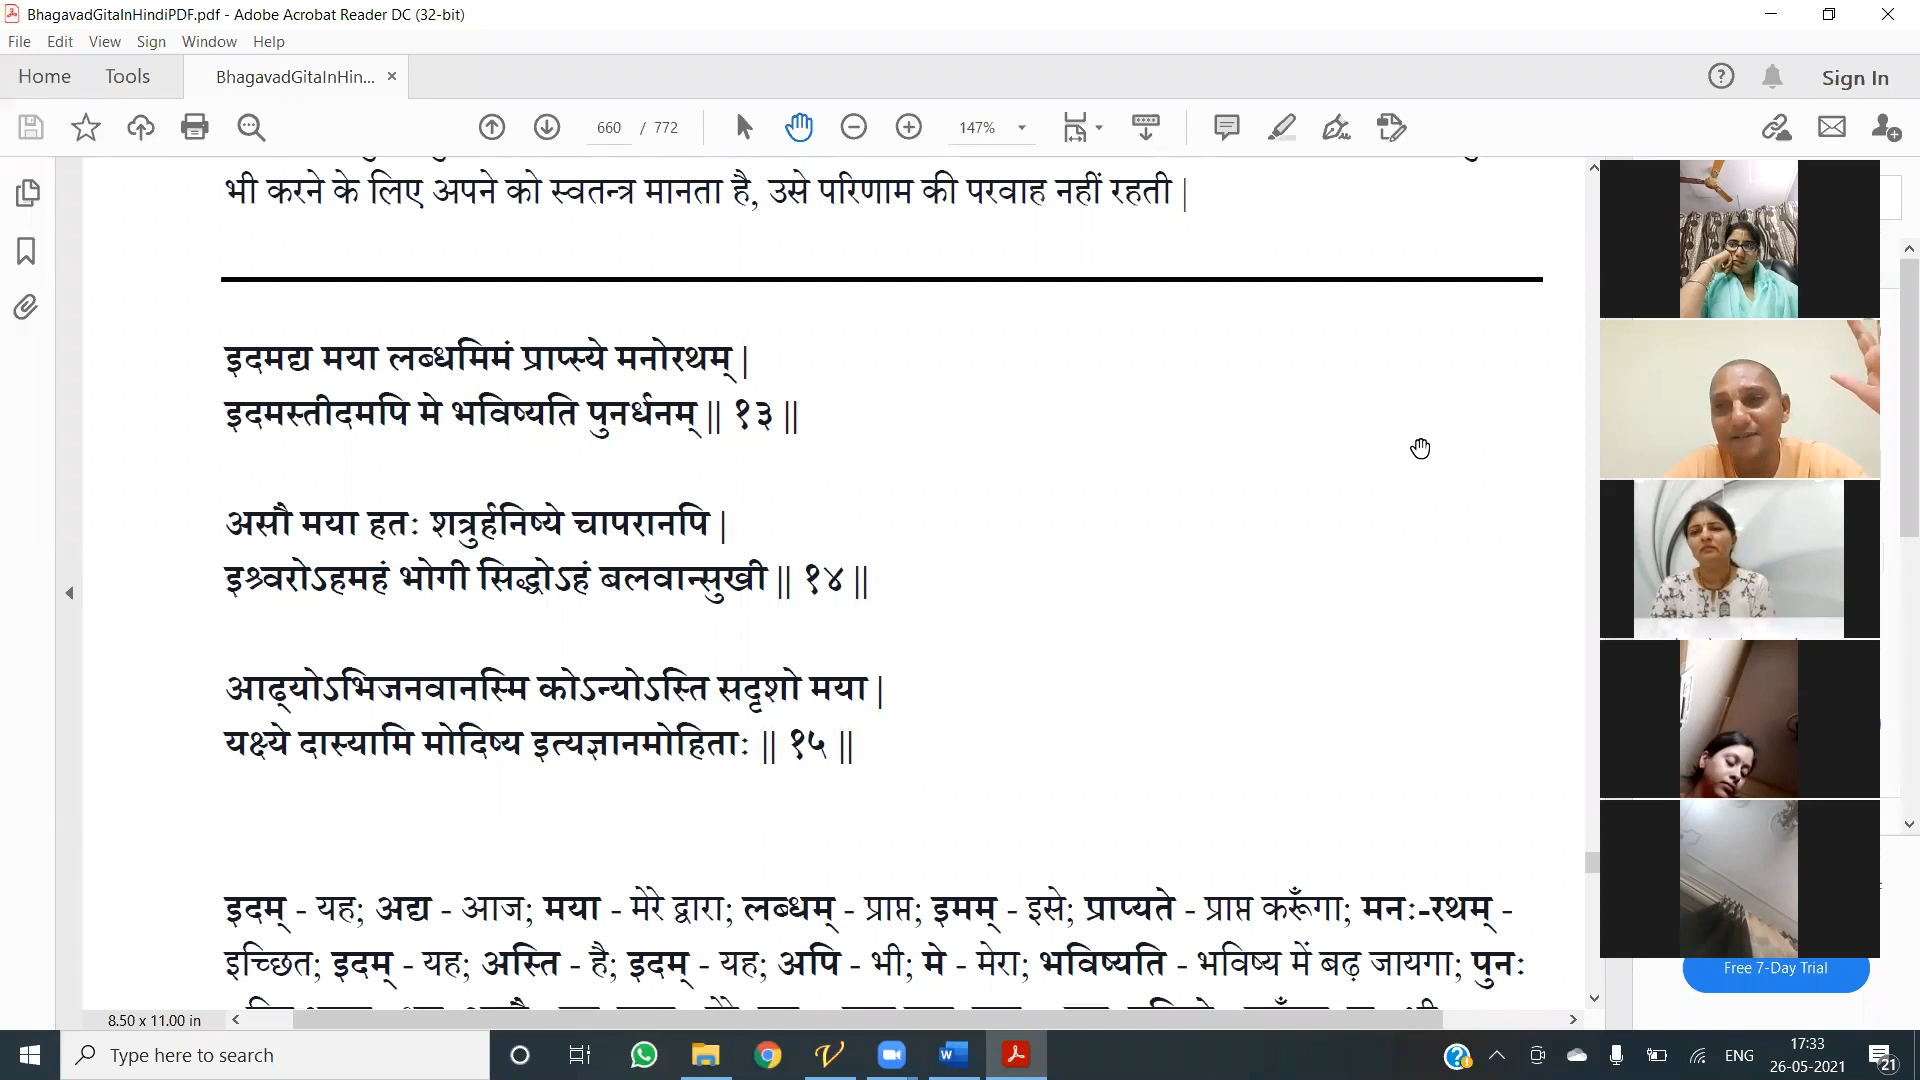 BhagavadGitaInHindiPDF.pdf - Adobe Acrobat Reader DC (32-bit)
File Edit View Sign Window Help
Home Tools BhagavadGitaInHin... × Sign In
660 / 772 147%
भी करने के लिए अपने को स्वतन्त्र मानता है, उसे परिणाम की परवाह नहीं रहती |
इदमद्य मया लब्धमिमं प्राप्स्ये मनोरथम् |
इदमस्तीदमपि मे भविष्यति पुनर्धनम् || १३ ||
असौ मया हतः शत्रुर्हनिष्ये चापरानपि |
इश्र्वरोऽहमहं भोगी सिद्धोऽहं बलवान्सुखी || १४ ||
आढ्योऽभिजनवानस्मि कोऽन्योऽस्ति सदृशो मया |
यक्ष्ये दास्यामि मोदिष्य इत्यज्ञानमोहिताः || १५ ||
इदम् - यह; अद्य - आज; मया - मेरे द्वारा; लब्धम् - प्राप्त; इमम् - इसे; प्राप्यते - प्राप्त करूँगा; मनः-रथम् -
इच्छित; इदम् - यह; अस्ति - है; इदम् - यह; अपि - भी; मे - मेरा; भविष्यति - भविष्य में बढ़ जायगा; पुनः
Free 7-Day Trial
8.50 x 11.00 in
Type here to search
ENG
17:33
26-05-2021
21